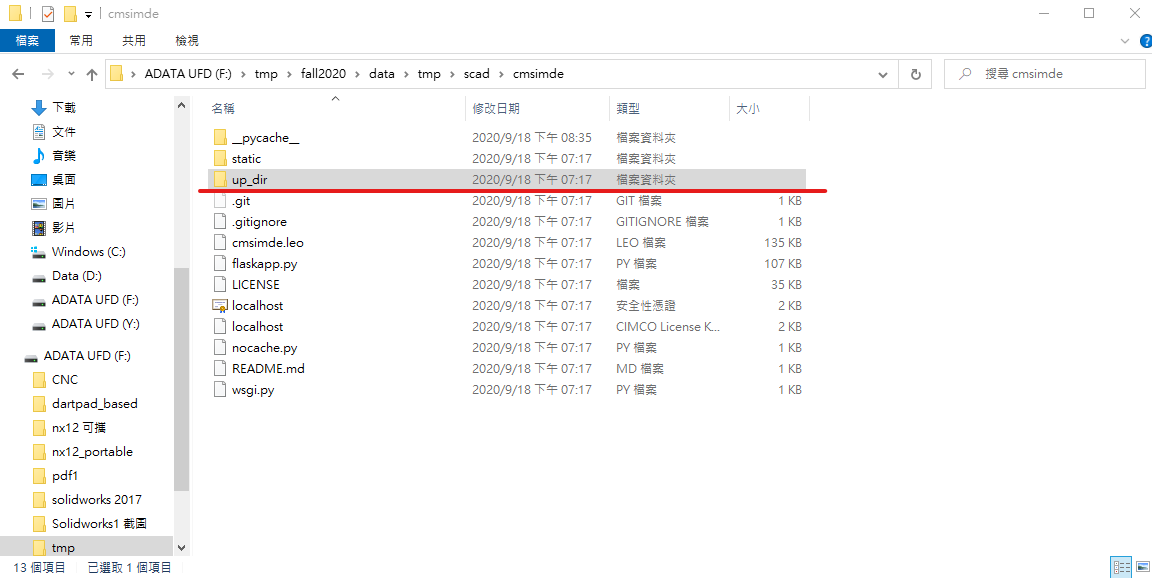 cmsimde
檔案 常用 共用 檢視
ADATA UFD (F:) › tmp › fall2020 › data › tmp › scad › cmsimde
搜尋 cmsimde
下載
文件
音樂
桌面
圖片
影片
Windows (C:)
Data (D:)
ADATA UFD (F:)
ADATA UFD (Y:)
ADATA UFD (F:)
CNC
dartpad_based
nx12 可攜
nx12_portable
pdf1
solidworks 2017
Solidworks1 截圖
tmp
名稱 修改日期 類型 大小
__pycache__ 2020/9/18 下午 08:35 檔案資料夾
static 2020/9/18 下午 07:17 檔案資料夾
up_dir 2020/9/18 下午 07:17 檔案資料夾
.git 2020/9/18 下午 07:17 GIT 檔案 1 KB
.gitignore 2020/9/18 下午 07:17 GITIGNORE 檔案 1 KB
cmsimde.leo 2020/9/18 下午 07:17 LEO 檔案 135 KB
flaskapp.py 2020/9/18 下午 07:17 PY 檔案 107 KB
LICENSE 2020/9/18 下午 07:17 檔案 35 KB
localhost 2020/9/18 下午 07:17 安全性憑證 2 KB
localhost 2020/9/18 下午 07:17 CIMCO License K... 2 KB
nocache.py 2020/9/18 下午 07:17 PY 檔案 1 KB
README.md 2020/9/18 下午 07:17 MD 檔案 1 KB
wsgi.py 2020/9/18 下午 07:17 PY 檔案 1 KB
13 個項目 已選取 1 個項目